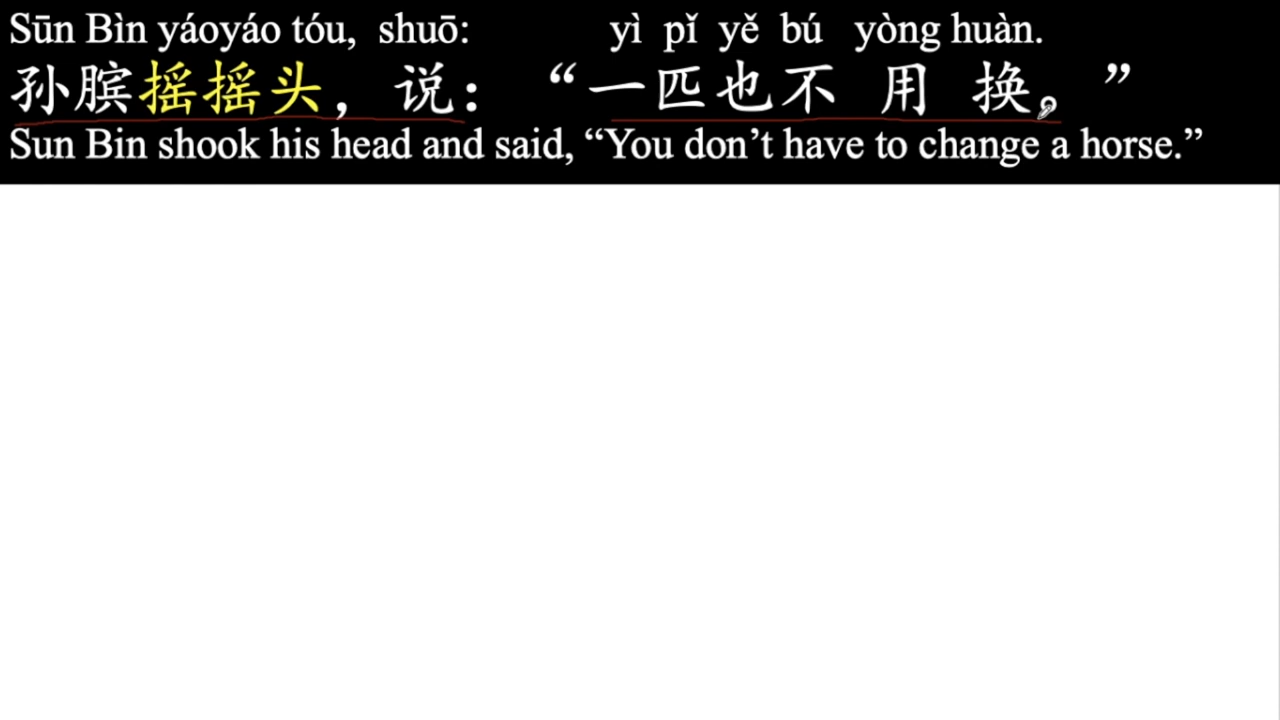 Sūn Bìn yáoyáo tóu, shuō: yì pǐ yě bú yòng huàn.
孙膑摇摇头，说：“一匹也不用换。”
Sun Bin shook his head and said, “You don’t have to change a horse.”